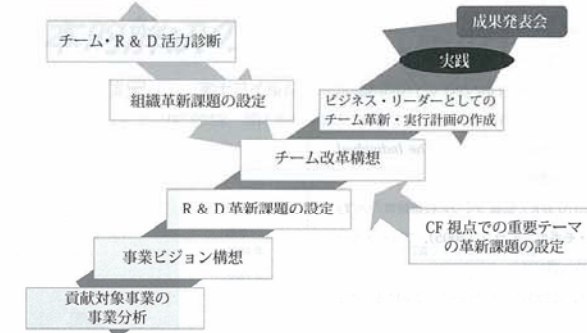 成果発表会
チーム・R & D 活力診断
実践
組織革新課題の設定
ビジネス・リーダーとしての
チーム革新・実行計画の作成
チーム改革構想
R & D 革新課題の設定
CF 視点での重要テーマ
の革新課題の設定
事業ビジョン構想
貢献対象事業の
事業分析